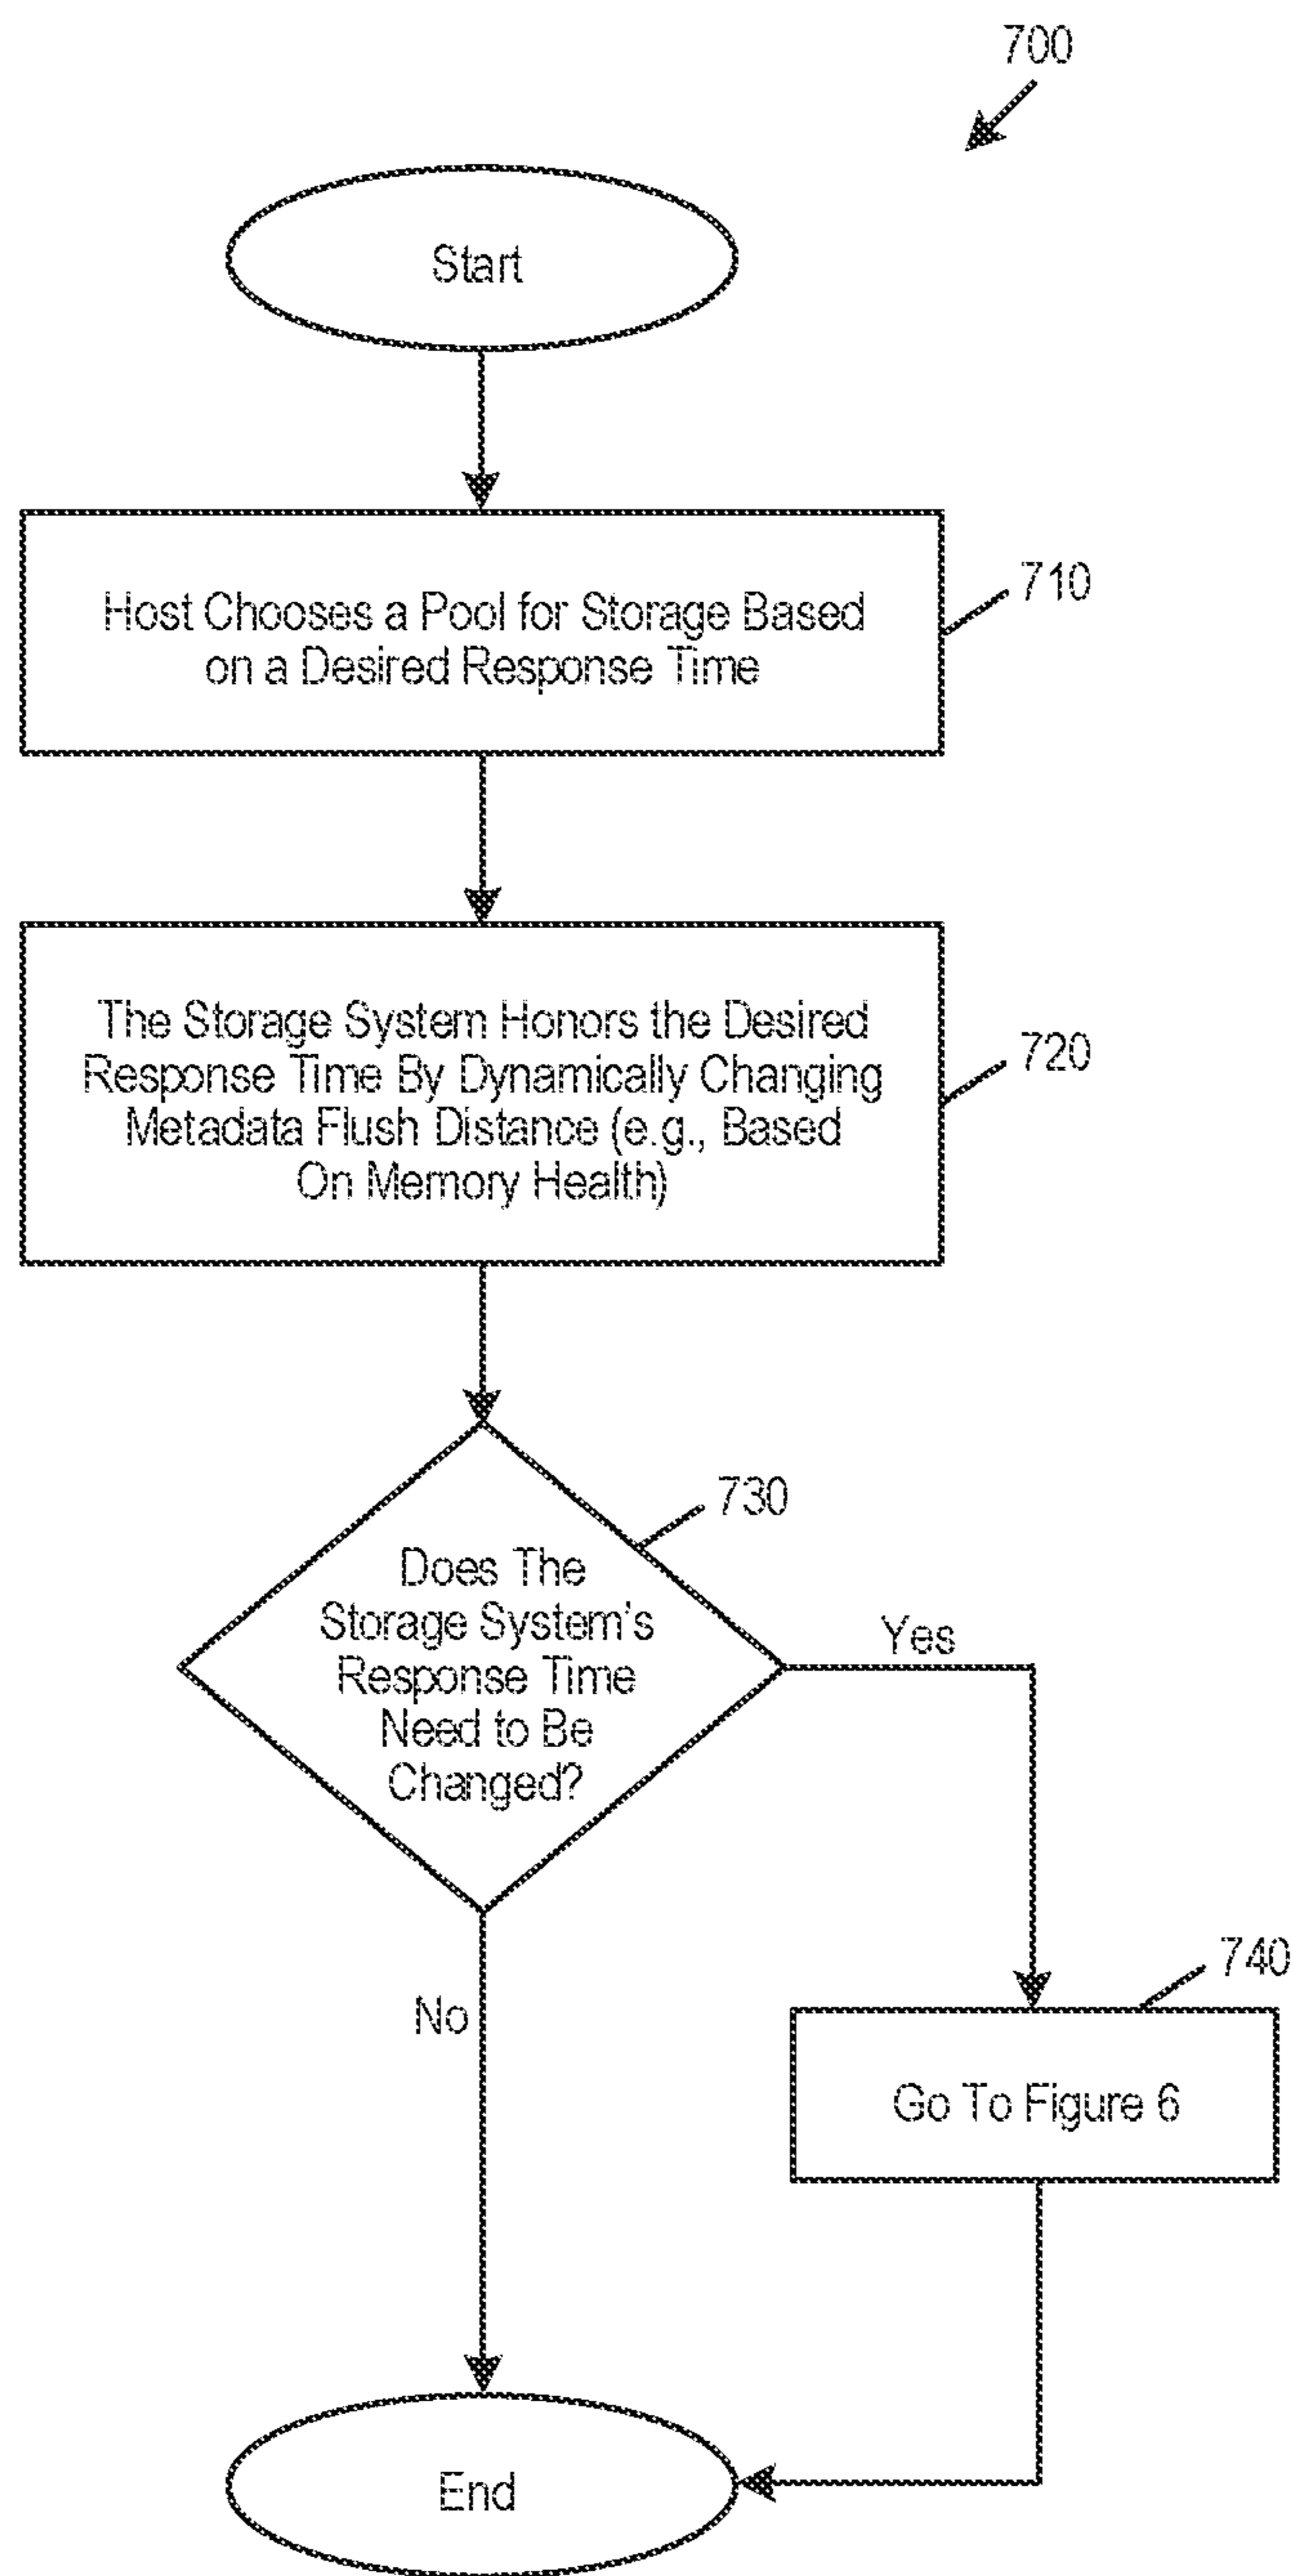 700
Start
Host Chooses a Pool for Storage Based
on a Desired Response Time
710
The Storage System Honors the Desired
Response Time By Dynamically Changing
Metadada Flush Distance (e.g., Based
On Memory Health)
720
730
Does The
Storage System's
Response Time
Need to Be
Changed?
Yes
No
740
Go To Figure 6
End